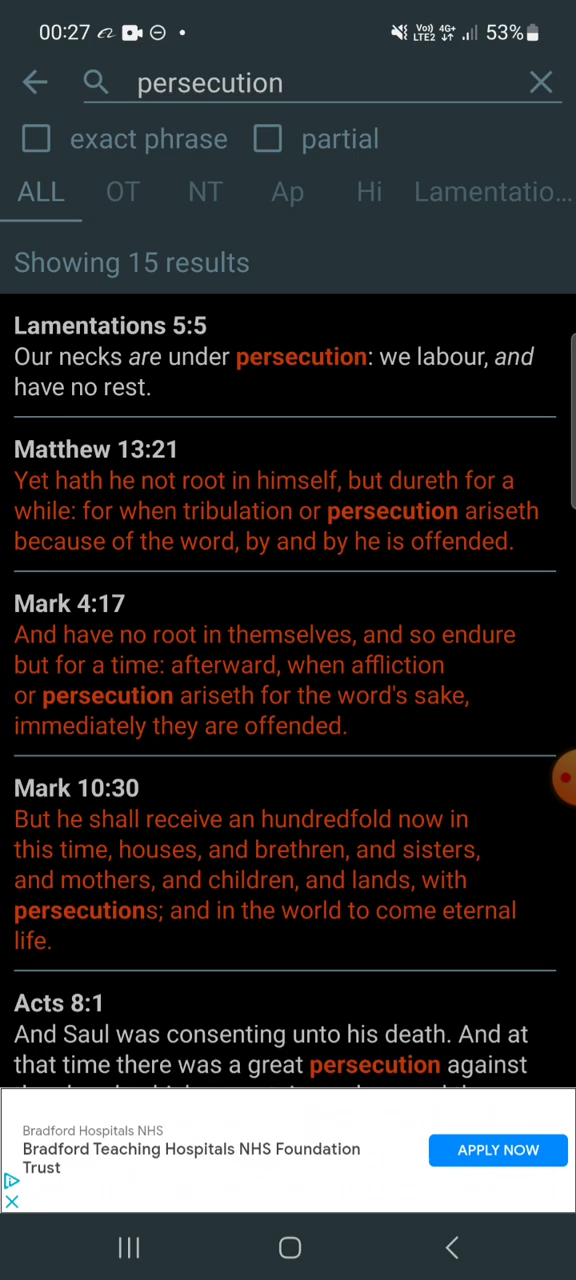 00:27 Vo) LTE2 4G+ 53%
persecution
exact phrase partial
ALL OT NT Ap Hi Lamentatio...
Showing 15 results
Lamentations 5:5
Our necks are under persecution: we labour, and
have no rest.
Matthew 13:21
Yet hath he not root in himself, but dureth for a
while: for when tribulation or persecution ariseth
because of the word, by and by he is offended.
Mark 4:17
And have no root in themselves, and so endure
but for a time: afterward, when affliction
or persecution ariseth for the word's sake,
immediately they are offended.
Mark 10:30
But he shall receive an hundredfold now in
this time, houses, and brethren, and sisters,
and mothers, and children, and lands, with
persecutions; and in the world to come eternal
life.
Acts 8:1
And Saul was consenting unto his death. And at
that time there was a great persecution against
Bradford Hospitals NHS
Bradford Teaching Hospitals NHS Foundation
Trust
APPLY NOW